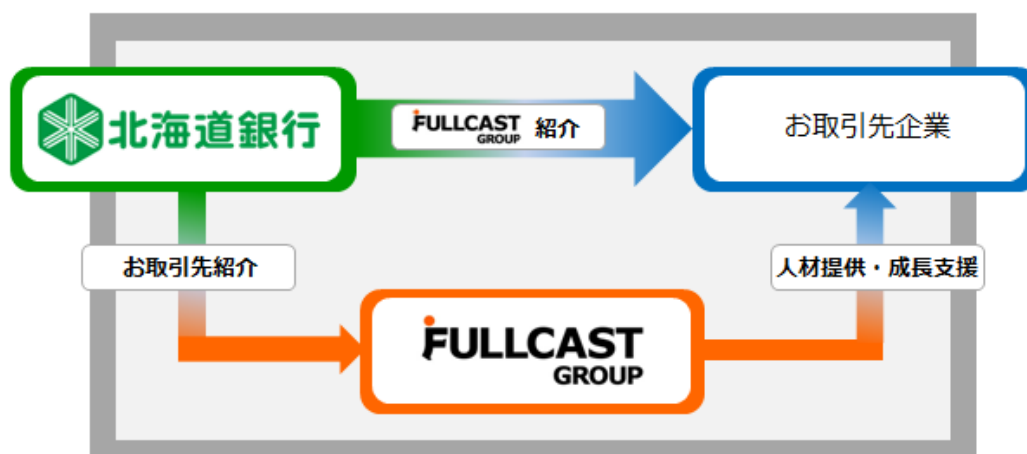 北海道銀行
FULLCAST GROUP 紹介
お取引先企業
お取引先紹介
人材提供・成長支援
FULLCAST
GROUP